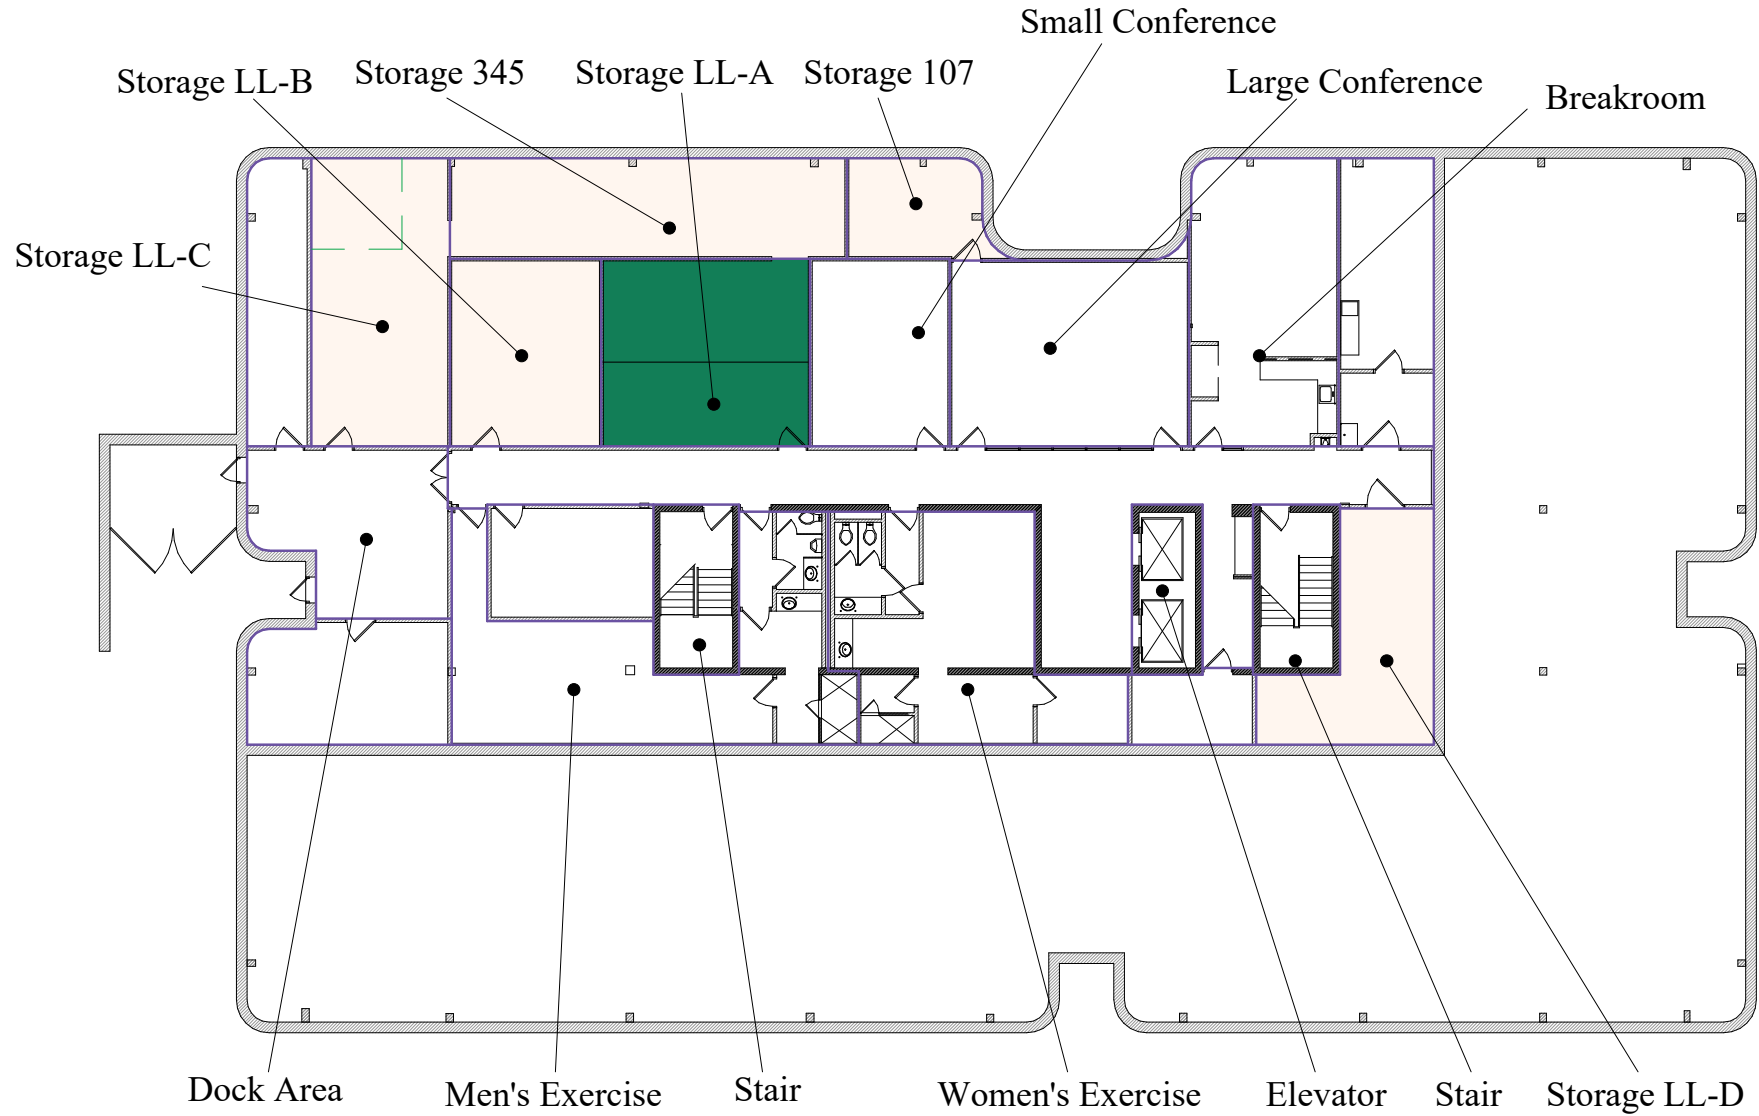 Small Conference
Storage LL-B
Storage 345
Storage LL-A
Storage 107
Large Conference
Breakroom
Storage LL-C
Dock Area
Men's Exercise
Stair
Women's Exercise
Elevator
Stair
Storage LL-D